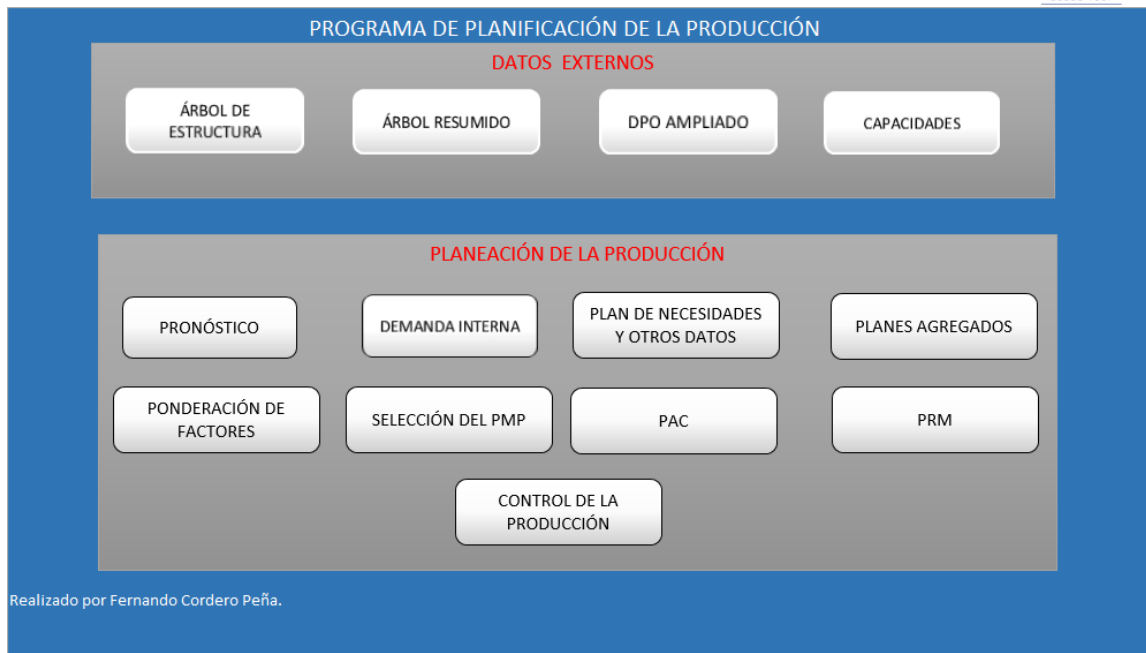 PROGRAMA DE PLANIFICACIÓN DE LA PRODUCCIÓN
DATOS EXTERNOS
ÁRBOL DE
ESTRUCTURA
ÁRBOL RESUMIDO
DPO AMPLIADO
CAPACIDADES
PLANEACIÓN DE LA PRODUCCIÓN
PRONÓSTICO
DEMANDA INTERNA
PLAN DE NECESIDADES
Y OTROS DATOS
PLANES AGREGADOS
PONDERACIÓN DE
FACTORES
SELECCIÓN DEL PMP
PAC
PRM
CONTROL DE LA
PRODUCCIÓN
Realizado por Fernando Cordero Peña.